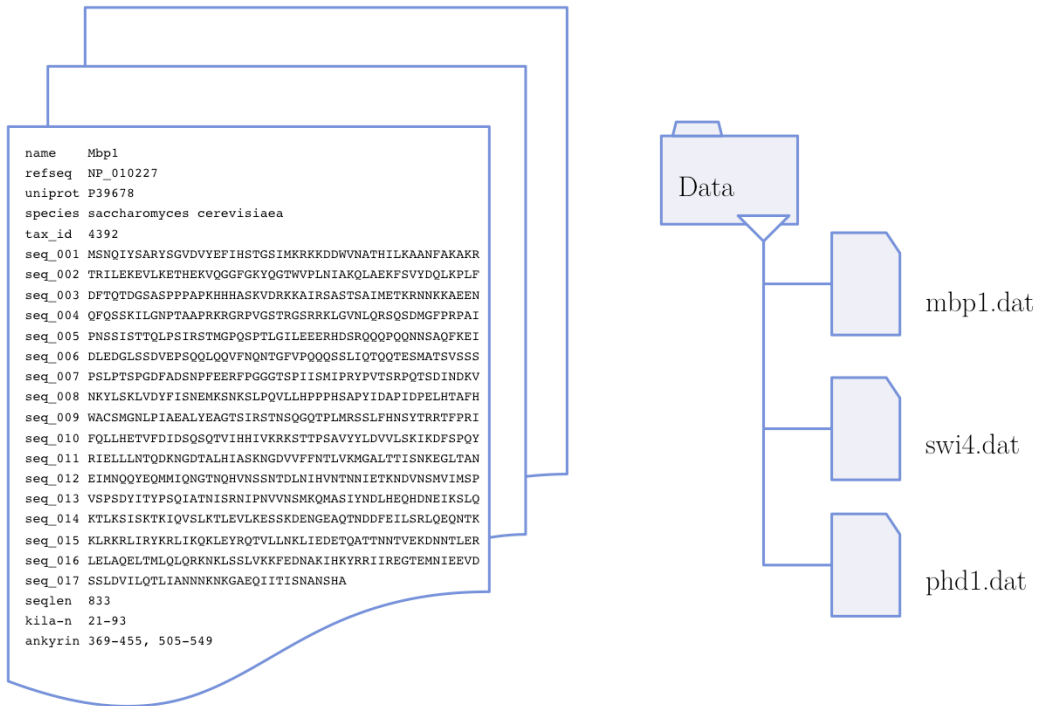 name    Mbp1
refseq  NP_010227
uniprot P39678
species saccharomyces cerevisiaea
tax_id  4392
seq_001 MSNQIYSARYSGVDVYEFIHSTGSIMKRKKDDWVNATHILKAANFAKAKR
seq_002 TRILEKEVLKETHEKVQGGFGKYQGTWVPLNIAKQLAEKFSVYDQLKPLF
seq_003 DFTQTDGSASPPPAPKHHHASKVDRKKAIRSASTSAIMETKRNNKKAEEN
seq_004 QFQSSKILGNPTAAPRKRGRPVGSTRGSRRKLGVNLQRSQSDMGFPRPAI
seq_005 PNSSISTTQLPSIRSTMGPQSPTLGILEEERHDSRQQQPQQNNSAQFKEI
seq_006 DLEDGLSSDVEPSQQLQQVFNQNTGFVPQQQSSLIQTQQTESMATSVSSS
seq_007 PSLPTSPGDFADSNPFEERFPGGGTSPIISMIPRYPVTSRPQTSDINDKV
seq_008 NKYLSKLVDYFISNEMKSNKSLPQVLLHPPPHSAPYIDAPIDPELHTAFH
seq_009 WACSMGNLPIAEALYEAGTSIRSTNSQGQTPLMRSSLFHNSYTRRTFPRI
seq_010 FQLLHETVFDIDSQSQTVIHHIVKRKSTTPSAVYYLDVVLSKIKDFSPQY
seq_011 RIELLLNTQDKNGDTALHIASKNGDVVFFNTLVKMGALTTISNKEGLTAN
seq_012 EIMNQQYEQMMIQNGTNQHVNSSNTDLNIHVNTNNIETKNDVNSMVIMSP
seq_013 VSPSDYITYPSQIATNISRNIPNVVNSMKQMASIYNDLHEQHDNEIKSLQ
seq_014 KTLKSISKTKIQVSLKTLEVLKESSKDENGEAQTNDDFEILSRLQEQNTK
seq_015 KLRKRLIRYKRLIKQKLEYRQTVLLNKLIEDETQATTNNTVEKDNNTLER
seq_016 LELAQELTMLQLQRKNKLSSLVKKFEDNAKIHKYRRIIREGTEMNIEEVD
seq_017 SSLDVILQTLIANNNKNKGAEQIITISNANSHA
seqlen  833
kila-n  21-93
ankyrin 369-455, 505-549
Data
mbp1.dat
swi4.dat
phd1.dat